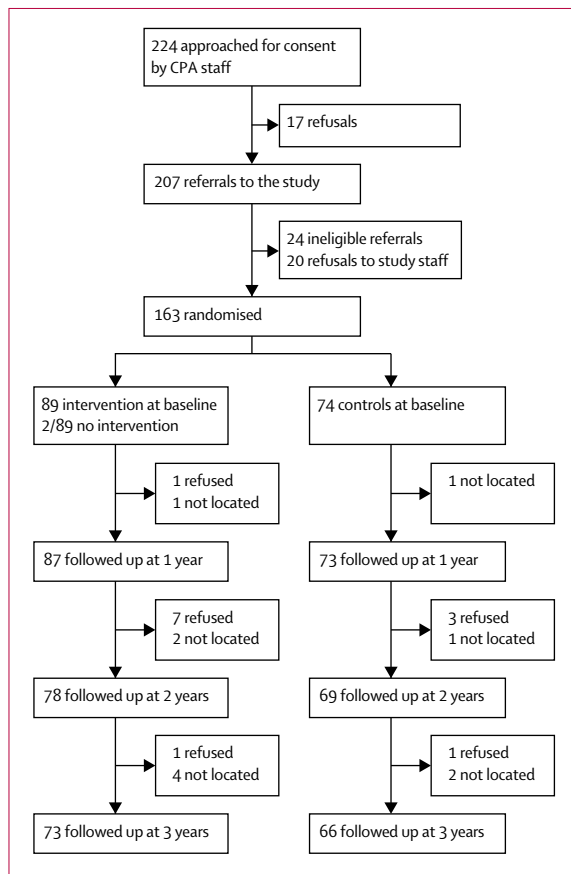 224 approached for consent
by CPA staff
17 refusals
207 referrals to the study
24 ineligible referrals
20 refusals to study staff
163 randomised
89 intervention at baseline
2/89 no intervention
74 controls at baseline
1 refused
1 not located
1 not located
87 followed up at 1 year
73 followed up at 1 year
7 refused
2 not located
3 refused
1 not located
78 followed up at 2 years
69 followed up at 2 years
1 refused
4 not located
1 refused
2 not located
73 followed up at 3 years
66 followed up at 3 years